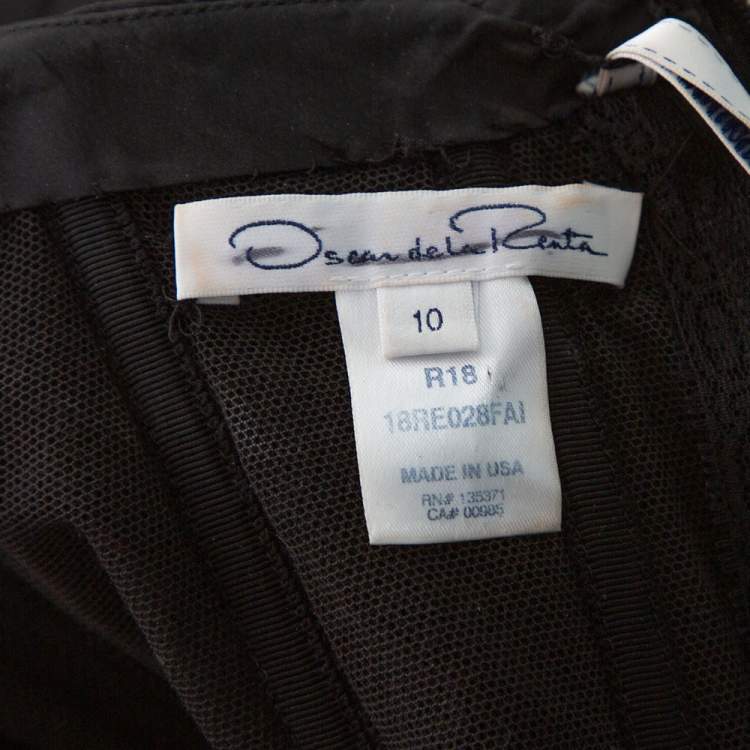 Oscar de la Renta
10
R18
18RE028FAI
MADE IN USA
RN# 135371
CA# 00985